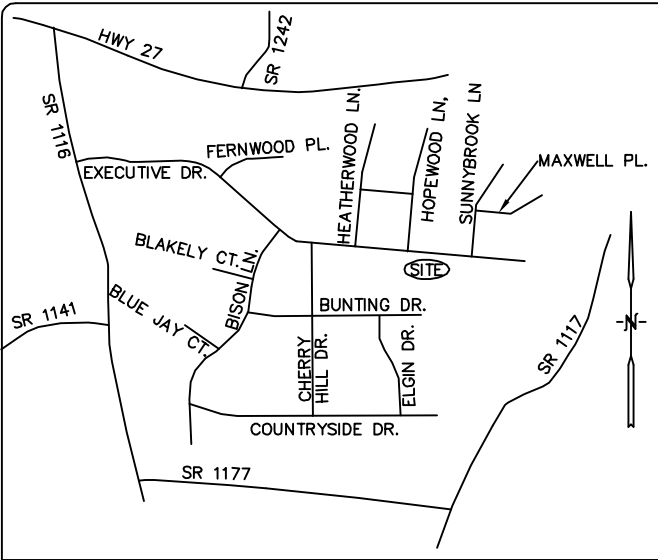 HWY 27
SR 1242
SR 1116
FERNWOOD PL.
EXECUTIVE DR.
HEATHERWOOD LN.
HOPEWOOD LN,
SUNNYBROOK LN
MAXWELL PL.
BLAKELY CT.
BISON LN.
SITE
BLUE JAY CT.
SR 1141
BUNTING DR.
CHERRY
HILL DR.
ELGIN DR.
SR 1117
N
COUNTRYSIDE DR.
SR 1177